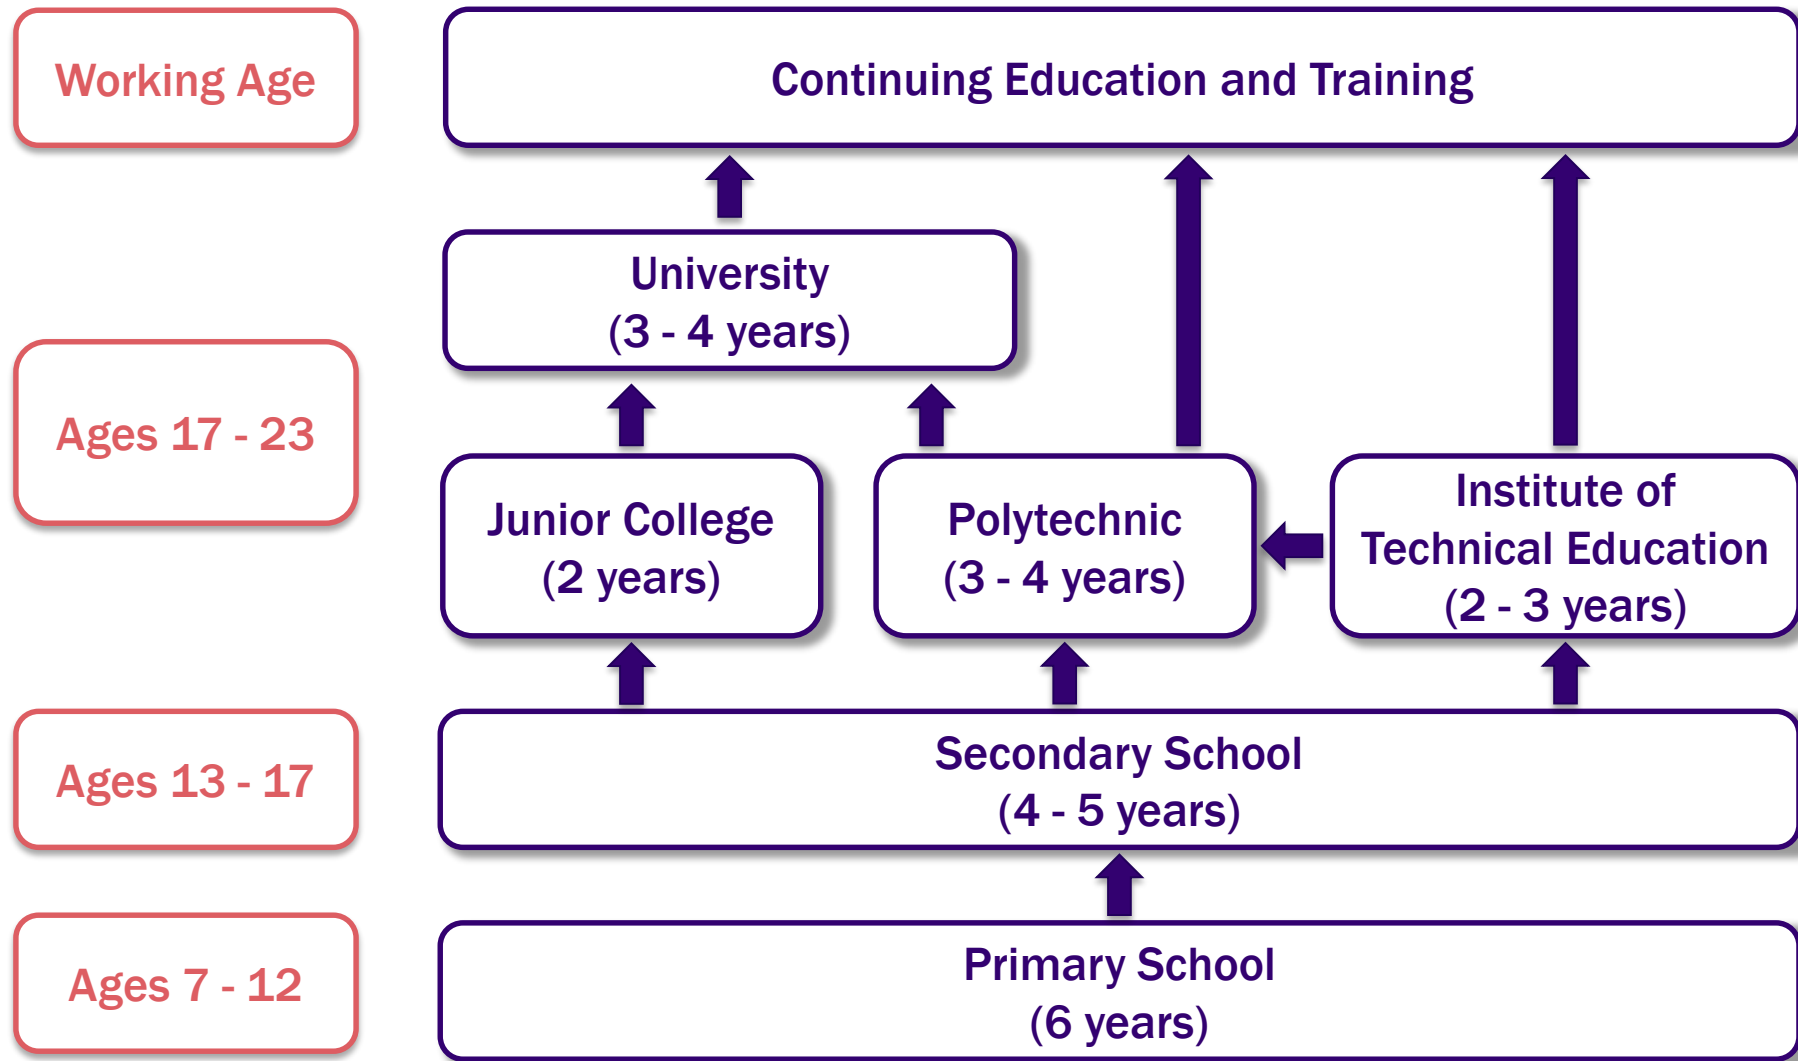 Working Age
Continuing Education and Training
University
(3 - 4 years)
Ages 17 - 23
Junior College
(2 years)
Polytechnic
(3 - 4 years)
Institute of
Technical Education
(2 - 3 years)
Ages 13 - 17
Secondary School
(4 - 5 years)
Ages 7 - 12
Primary School
(6 years)